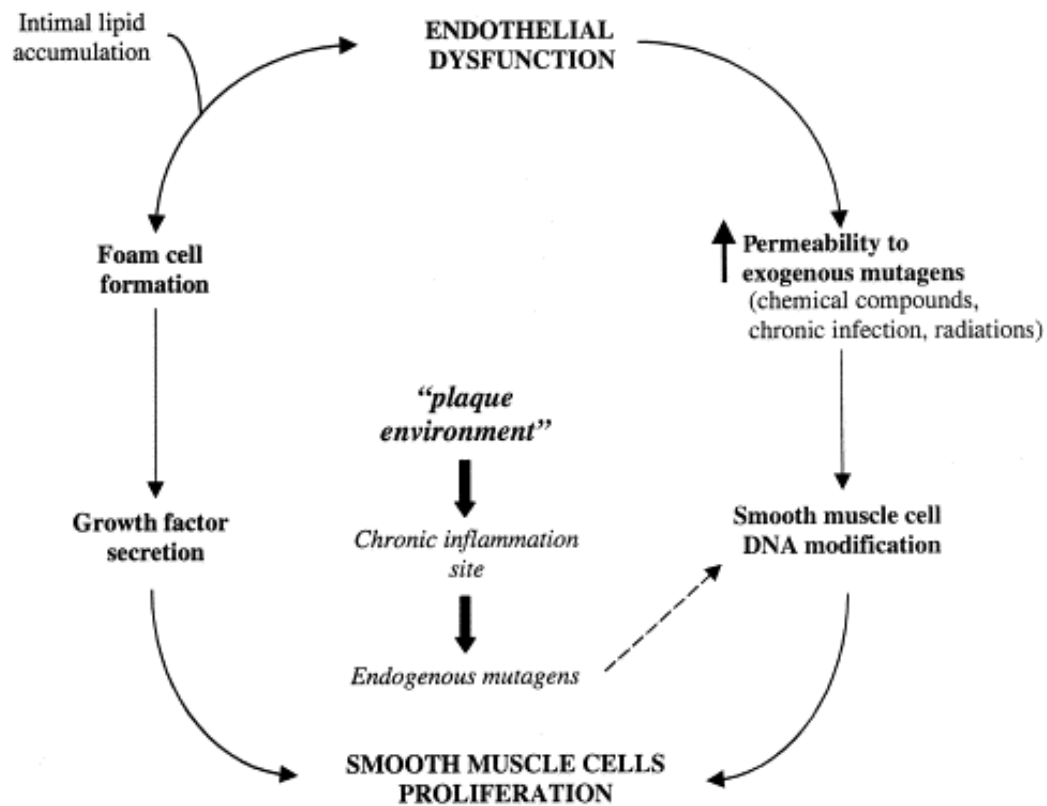 Intimal lipid
accumulation
ENDOTHELIAL
DYSFUNCTION
Foam cell
formation
Permeability to
exogenous mutagens
(chemical compounds,
chronic infection, radiations)
“plaque
environment”
Growth factor
secretion
Chronic inflammation
site
Smooth muscle cell
DNA modification
Endogenous mutagens
SMOOTH MUSCLE CELLS
PROLIFERATION